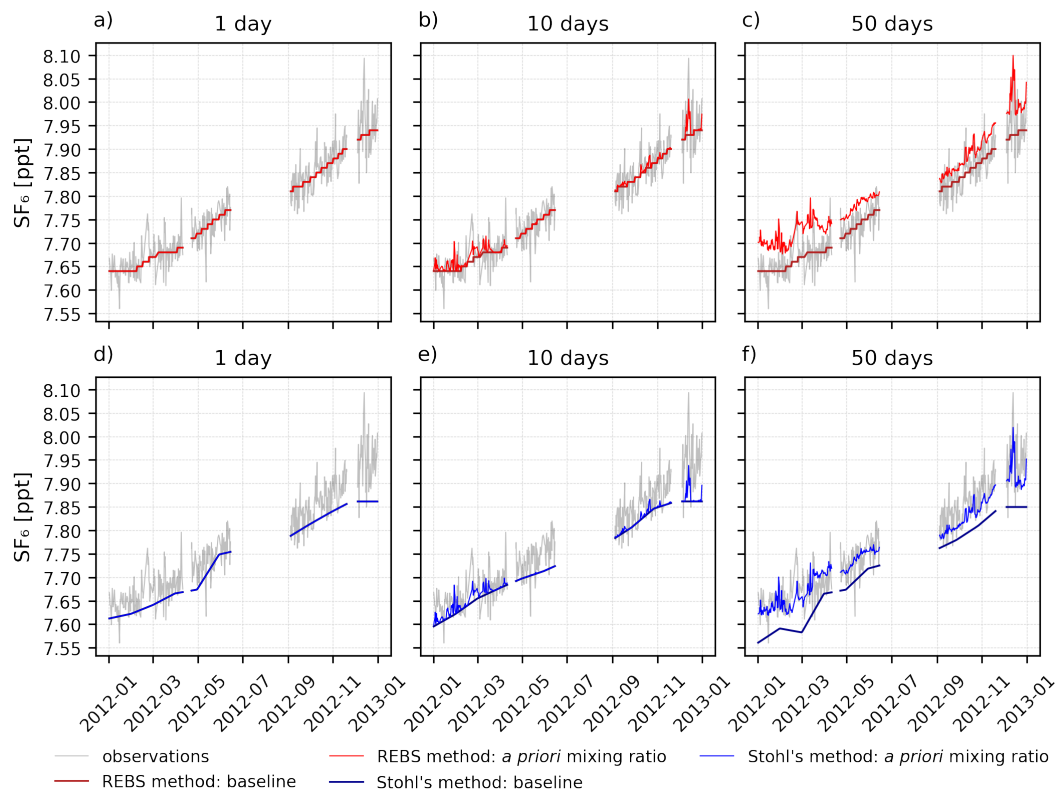 a) 1 day
b) 10 days
c) 50 days
SF₆ [ppt]
8.10
8.05
8.00
7.95
7.90
7.85
7.80
7.75
7.70
7.65
7.60
7.55
d) 1 day
e) 10 days
f) 50 days
SF₆ [ppt]
8.10
8.05
8.00
7.95
7.90
7.85
7.80
7.75
7.70
7.65
7.60
7.55
2012-01 2012-03 2012-05 2012-07 2012-09 2012-11 2013-01
2012-01 2012-03 2012-05 2012-07 2012-09 2012-11 2013-01
2012-01 2012-03 2012-05 2012-07 2012-09 2012-11 2013-01
observations
REBS method: a priori mixing ratio
Stohl's method: a priori mixing ratio
REBS method: baseline
Stohl's method: baseline